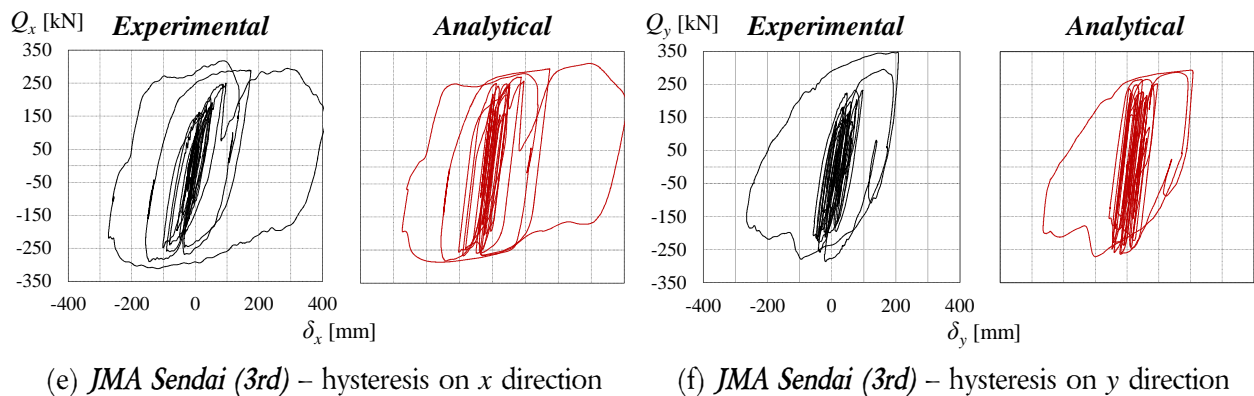 Qx [kN] Experimental Analytical Qy [kN] Experimental Analytical
350 350
250 250
150 150
50 50
-50 -50
-150 -150
-250 -250
-350 -350
-400 -200 0 200 400 -400 -200 0 200 400
δx [mm] δy [mm]
(e) JMA Sendai (3rd) – hysteresis on x direction (f) JMA Sendai (3rd) – hysteresis on y direction